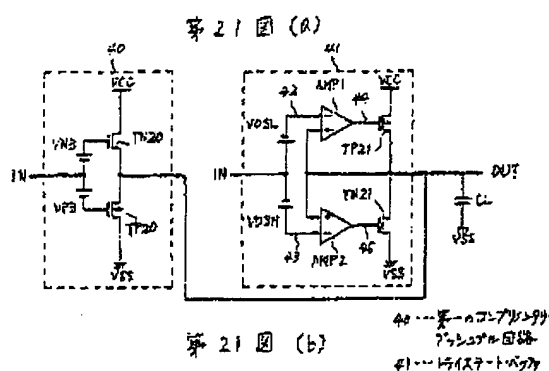 第21図 (a)
40
41
VCC
VCC
AMP1
42
44
TN20
VN3
VOSL
TP21
IN
IN
OUT
VP3
TN21
VOSH
TP20
45
43
AMP2
VSS
VSS
VSS
第21図 (b)
40…第一のコンプリメンタリ
プッシュプル回路
41…トライステート・バッファ